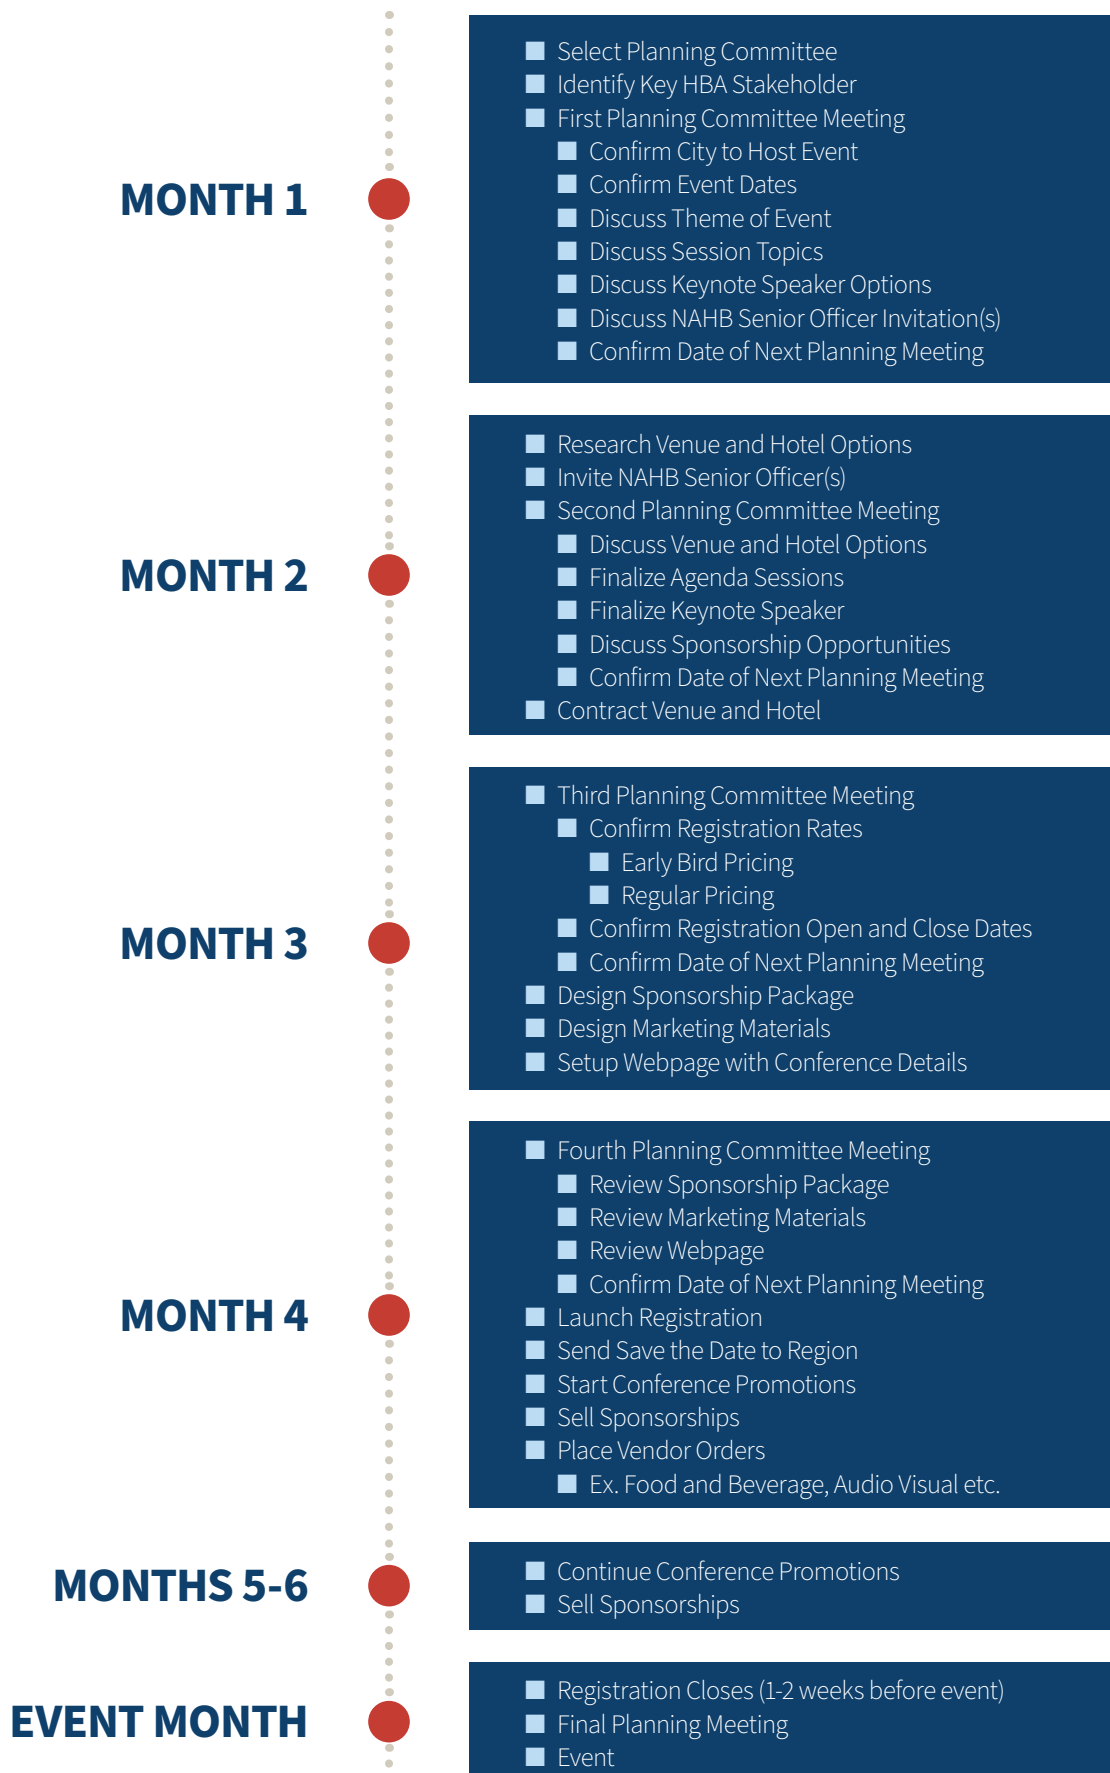 MONTH 1
Select Planning Committee
Identify Key HBA Stakeholder
First Planning Committee Meeting
Confirm City to Host Event
Confirm Event Dates
Discuss Theme of Event
Discuss Session Topics
Discuss Keynote Speaker Options
Discuss NAHB Senior Officer Invitation(s)
Confirm Date of Next Planning Meeting
MONTH 2
Research Venue and Hotel Options
Invite NAHB Senior Officer(s)
Second Planning Committee Meeting
Discuss Venue and Hotel Options
Finalize Agenda Sessions
Finalize Keynote Speaker
Discuss Sponsorship Opportunities
Confirm Date of Next Planning Meeting
Contract Venue and Hotel
MONTH 3
Third Planning Committee Meeting
Confirm Registration Rates
Early Bird Pricing
Regular Pricing
Confirm Registration Open and Close Dates
Confirm Date of Next Planning Meeting
Design Sponsorship Package
Design Marketing Materials
Setup Webpage with Conference Details
MONTH 4
Fourth Planning Committee Meeting
Review Sponsorship Package
Review Marketing Materials
Review Webpage
Confirm Date of Next Planning Meeting
Launch Registration
Send Save the Date to Region
Start Conference Promotions
Sell Sponsorships
Place Vendor Orders
Ex. Food and Beverage, Audio Visual etc.
MONTHS 5-6
Continue Conference Promotions
Sell Sponsorships
EVENT MONTH
Registration Closes (1-2 weeks before event)
Final Planning Meeting
Event